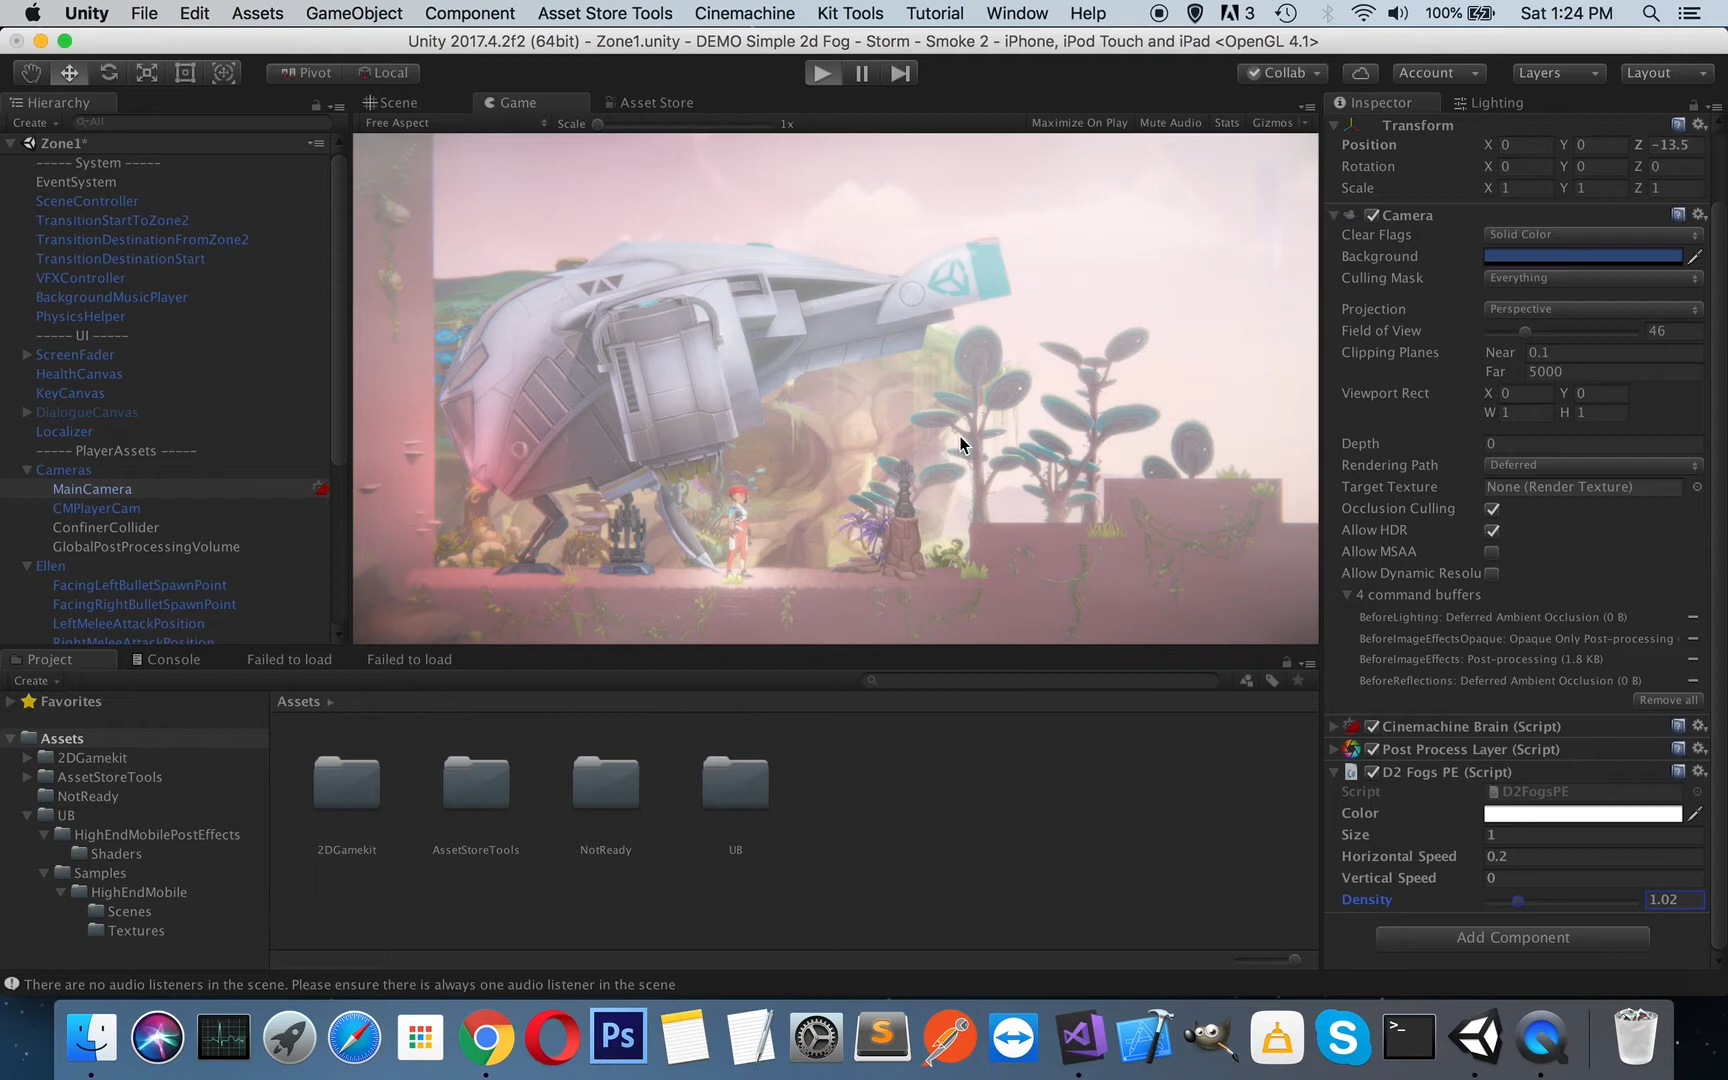 Unity File Edit Assets GameObject Component Asset Store Tools Cinemachine Kit Tools Tutorial Window Help 3 100% Sat 1:24 PM
Unity 2017.4.2f2 (64bit) - Zone1.unity - DEMO Simple 2d Fog - Storm - Smoke 2 - iPhone, iPod Touch and iPad <OpenGL 4.1>
Pivot Local Collab Account Layers Layout
Hierarchy
Create All
Zone1*
----- System -----
EventSystem
SceneController
TransitionStartToZone2
TransitionDestinationFromZone2
TransitionDestinationStart
VFXController
BackgroundMusicPlayer
PhysicsHelper
----- UI -----
ScreenFader
HealthCanvas
KeyCanvas
DialogueCanvas
Localizer
----- PlayerAssets -----
Cameras
MainCamera
CMPlayerCam
ConfinerCollider
GlobalPostProcessingVolume
Ellen
FacingLeftBulletSpawnPoint
FacingRightBulletSpawnPoint
LeftMeleeAttackPosition
RightMeleeAttackPosition
Scene Game Asset Store
Free Aspect Scale 1x Maximize On Play Mute Audio Stats Gizmos
Inspector Lighting
Transform
Position X 0 Y 0 Z -13.5
Rotation X 0 Y 0 Z 0
Scale X 1 Y 1 Z 1
Camera
Clear Flags Solid Color
Background
Culling Mask Everything
Projection Perspective
Field of View 46
Clipping Planes Near 0.1
Far 5000
Viewport Rect X 0 Y 0
W 1 H 1
Depth 0
Rendering Path Deferred
Target Texture None (Render Texture)
Occlusion Culling
Allow HDR
Allow MSAA
Allow Dynamic Resolu
4 command buffers
BeforeLighting: Deferred Ambient Occlusion (0 B)
BeforeImageEffectsOpaque: Opaque Only Post-processing
BeforeImageEffects: Post-processing (1.8 KB)
BeforeReflections: Deferred Ambient Occlusion (0 B)
Remove all
Cinemachine Brain (Script)
Post Process Layer (Script)
D2 Fogs PE (Script)
Script D2FogsPE
Color
Size 1
Horizontal Speed 0.2
Vertical Speed 0
Density 1.02
Add Component
Project Console Failed to load Failed to load
Create
Favorites
Assets
2DGamekit
AssetStoreTools
NotReady
UB
HighEndMobilePostEffects
Shaders
Samples
HighEndMobile
Scenes
Textures
Assets
2DGamekit AssetStoreTools NotReady UB
There are no audio listeners in the scene. Please ensure there is always one audio listener in the scene
Ps S S >_